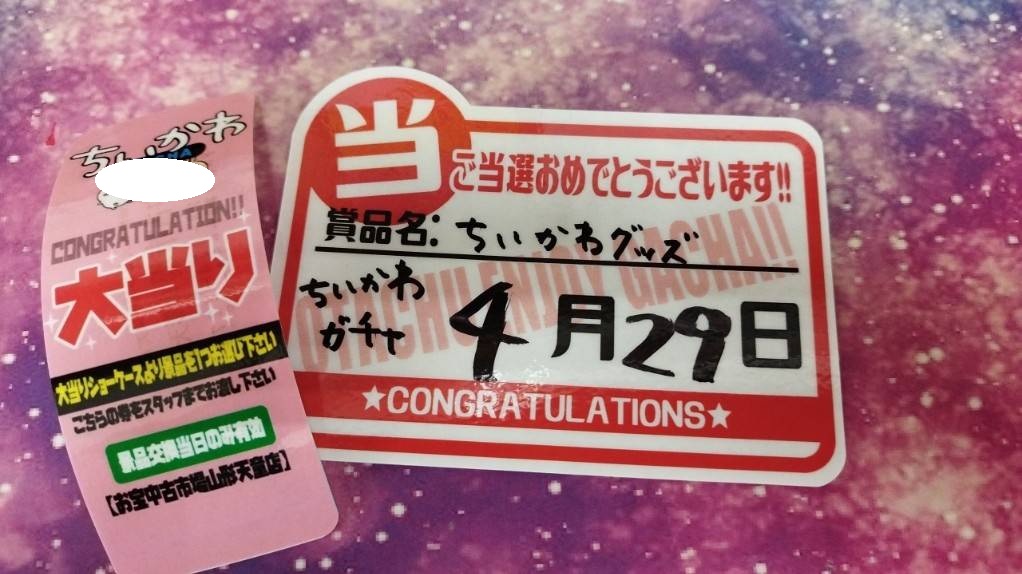 ちいかわ
CONGRATULATION!!
大当り
大当りショーケースより景品を1つお選び下さい
こちらの券をスタッフまでお渡し下さい
景品交換当日のみ有効
【お宝中古市場山形天童店】
当
ご当選おめでとうございます!!
賞品名:ちいかわグッズ
ちいかわ
ガチャ
4月29日
ENJOY GACHA!!
★CONGRATULATIONS★